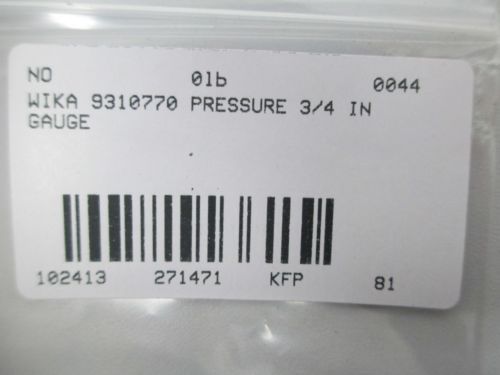 NO 01b 0044
WIKA 9310770 PRESSURE 3/4 IN
GAUGE
102413 271471 KFP 81